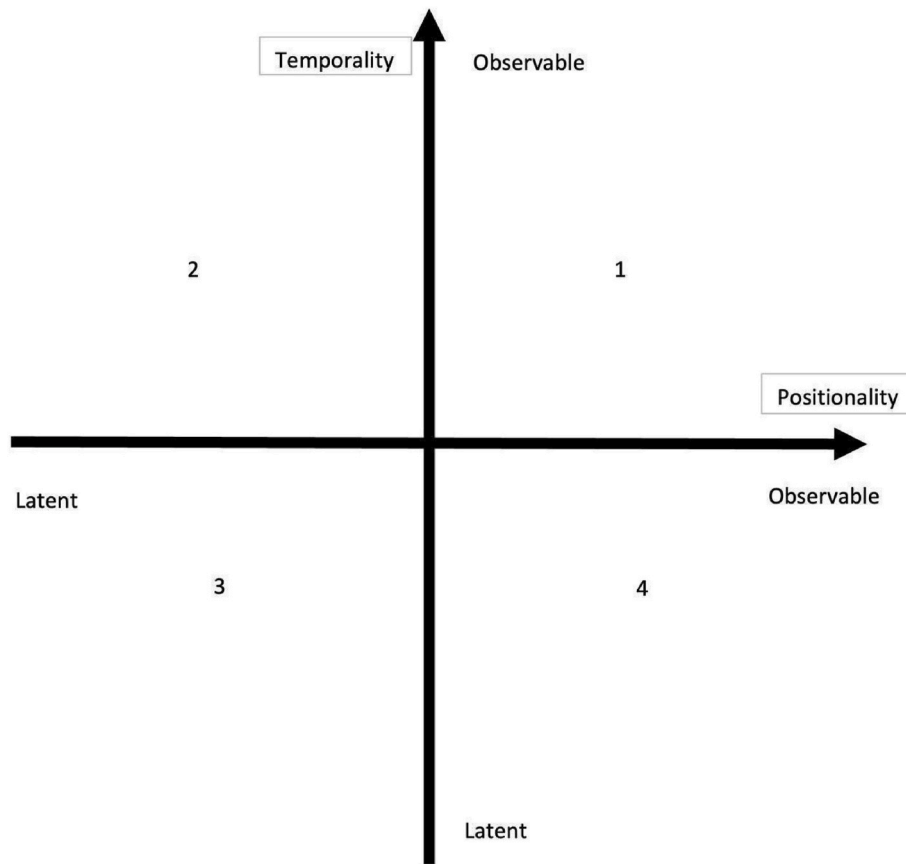 Temporality
Observable
2
1
Positionality
Latent
Observable
3
4
Latent